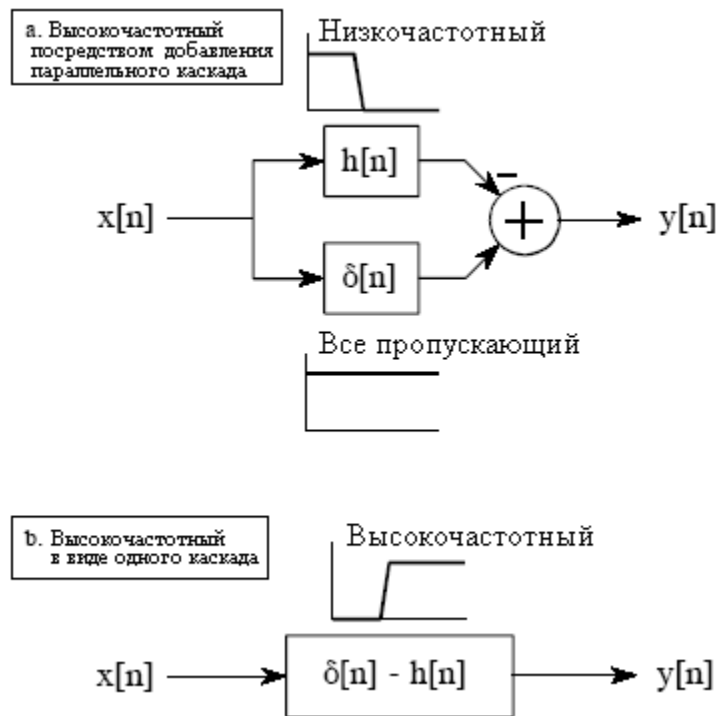 a. Высокочастотный
посредством добавления
параллельного каскада
Низкочастотный
h[n]
x[n]
−
+
y[n]
δ[n]
Все пропускающий
b. Высокочастотный
в виде одного каскада
Высокочастотный
x[n]
δ[n] - h[n]
y[n]